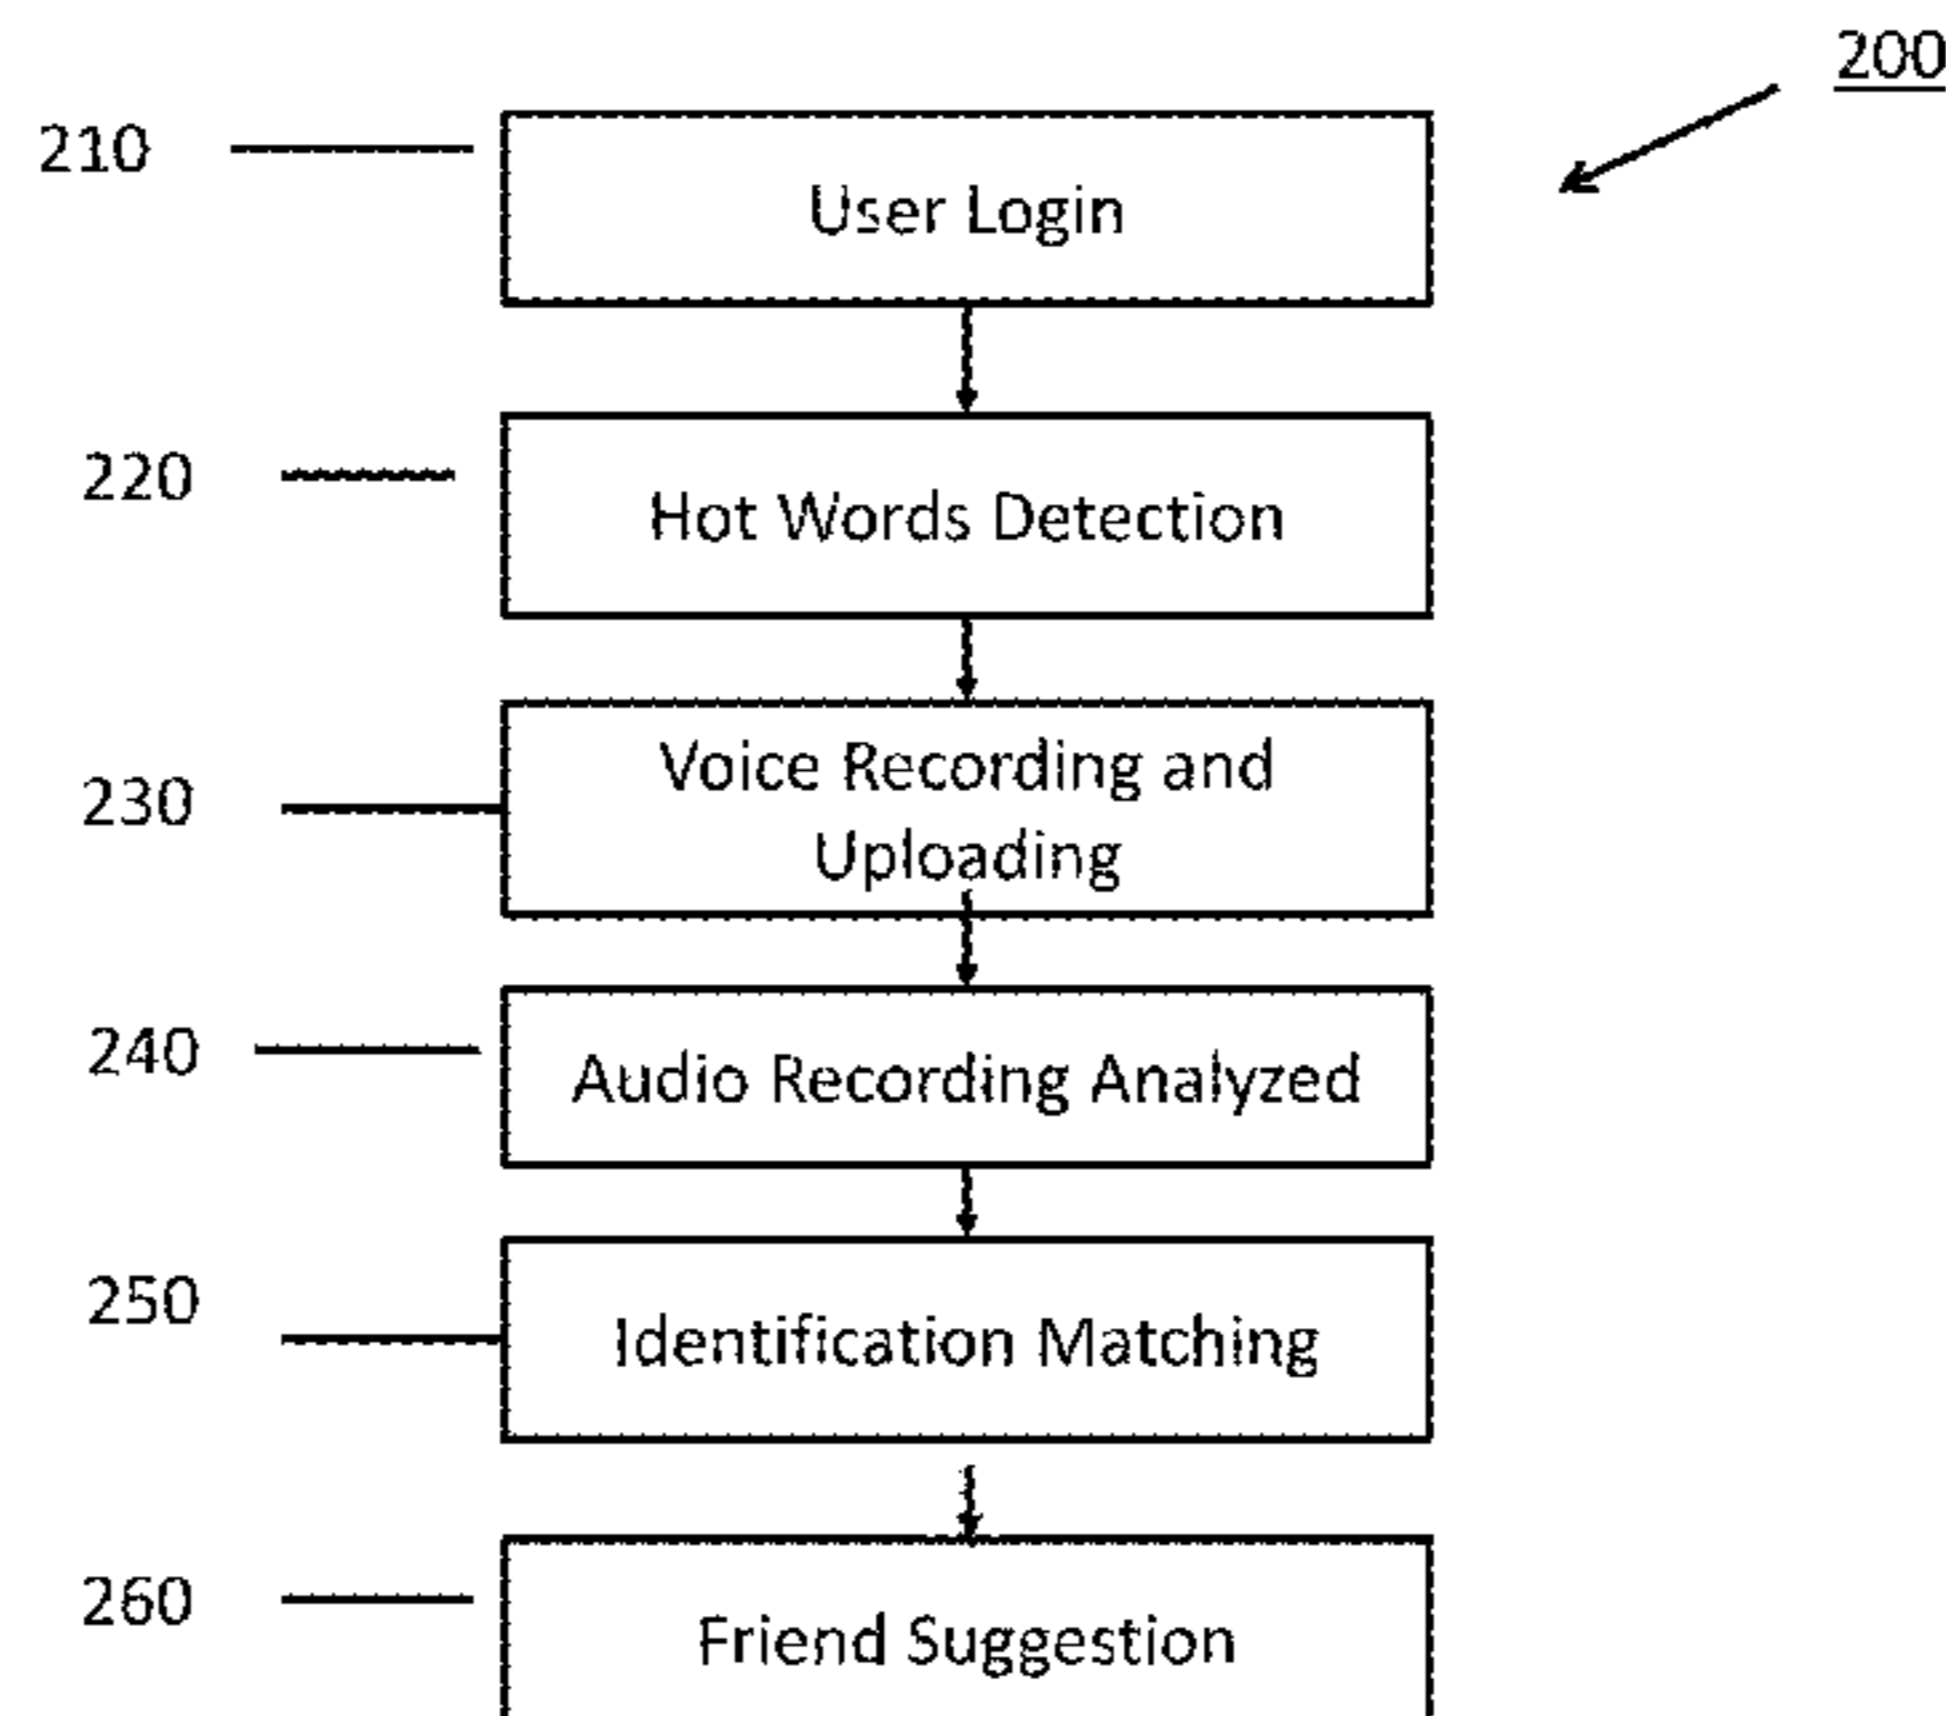 200
210
User Login
220
Hot Words Detection
230
Voice Recording and
Uploading
240
Audio Recording Analyzed
250
Identification Matching
260
Friend Suggestion